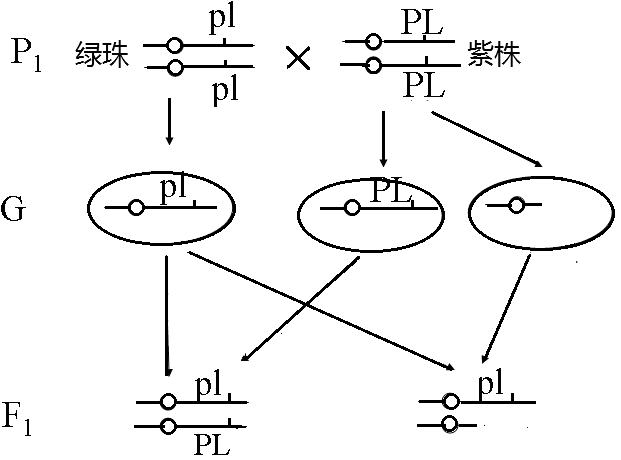 pl PL
P₁ 绿珠 × 紫株
pl PL
G pl PL
pl pl
F₁
PL